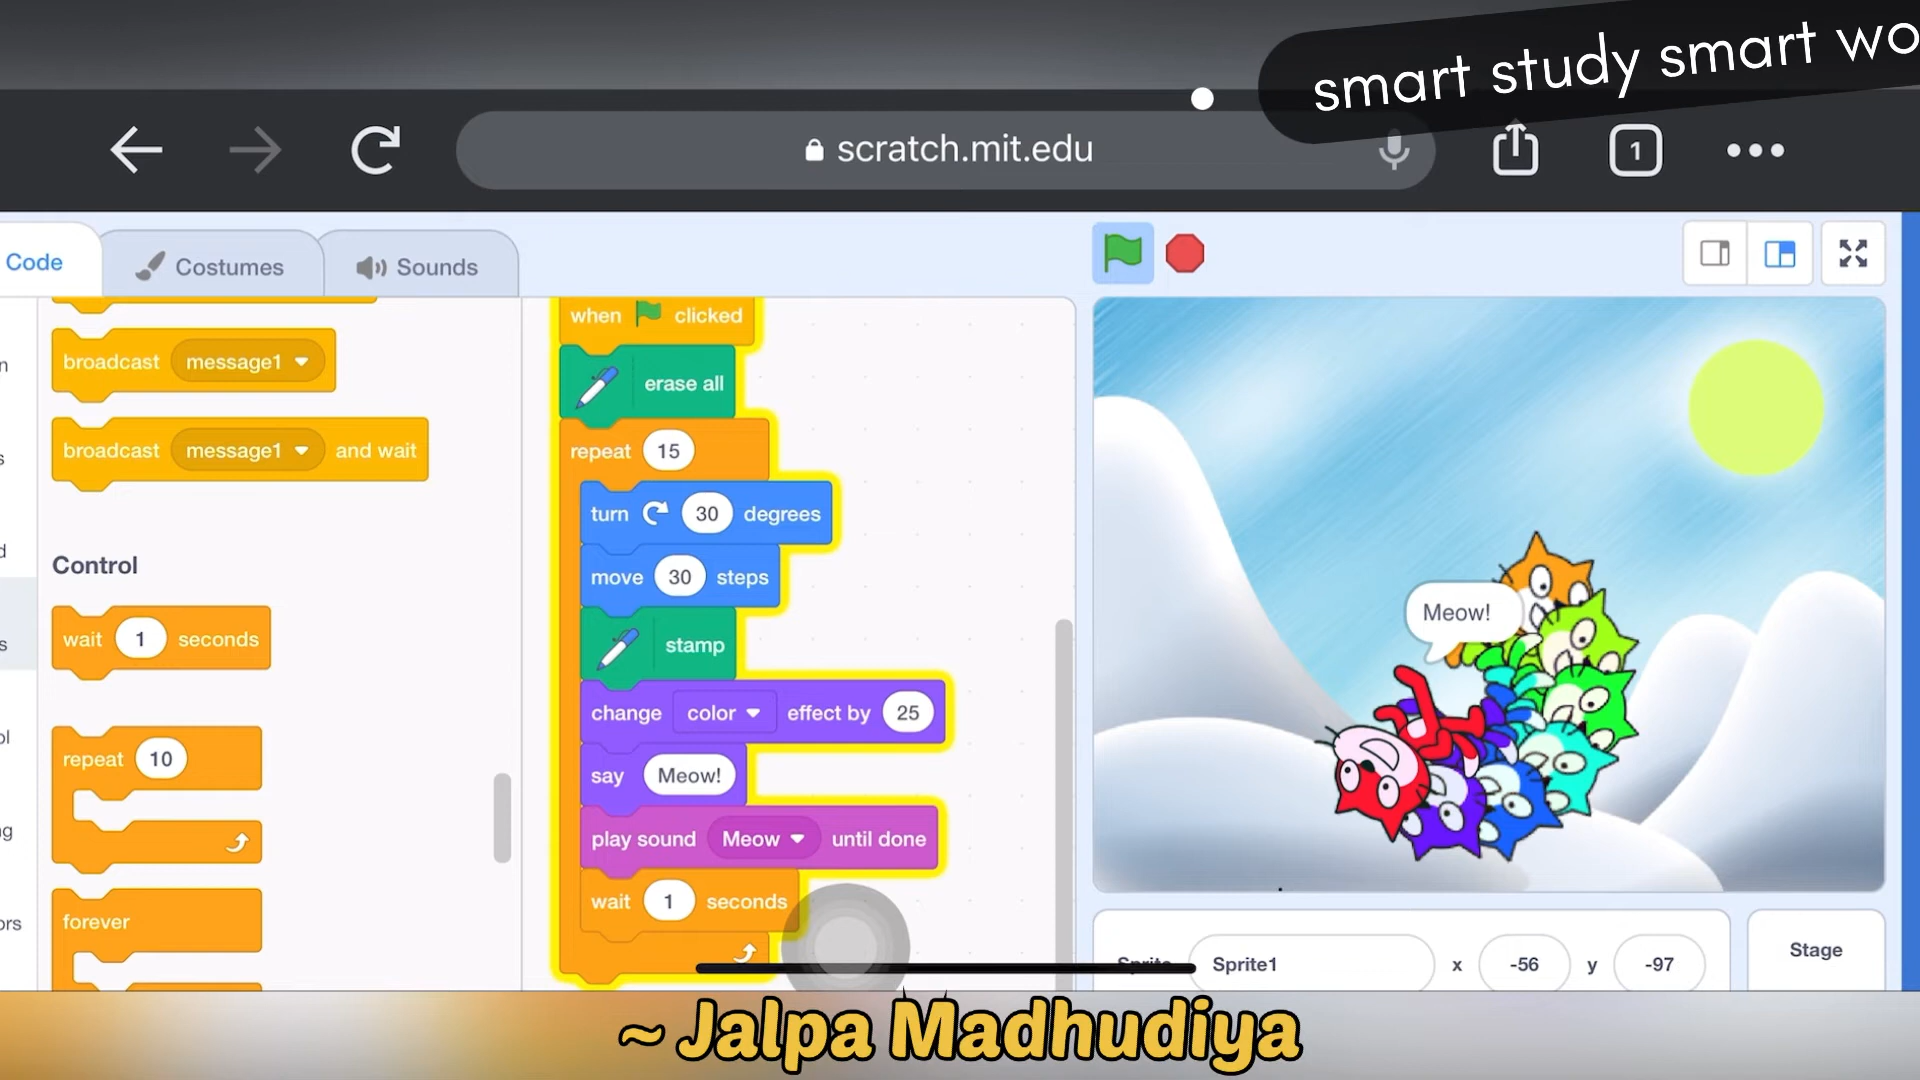 smart study smart wo
scratch.mit.edu
1
Code
Costumes
Sounds
broadcast message1
broadcast message1 and wait
Control
wait 1 seconds
repeat 10
forever
when clicked
erase all
repeat 15
turn 30 degrees
move 30 steps
stamp
change color effect by 25
say Meow!
play sound Meow until done
wait 1 seconds
Meow!
Sprite Sprite1 x -56 y -97
Stage
~ Jalpa Madhudiya